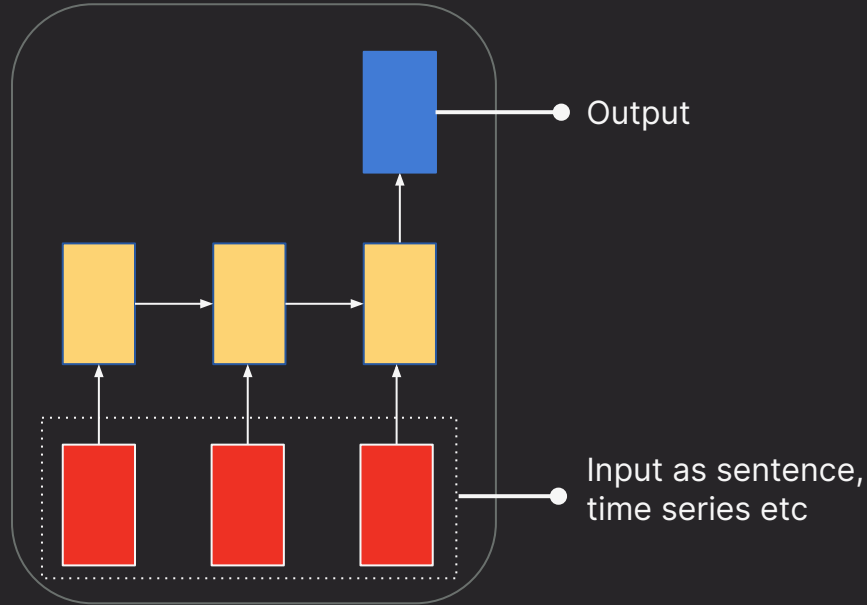 Output
Input as sentence,
time series etc